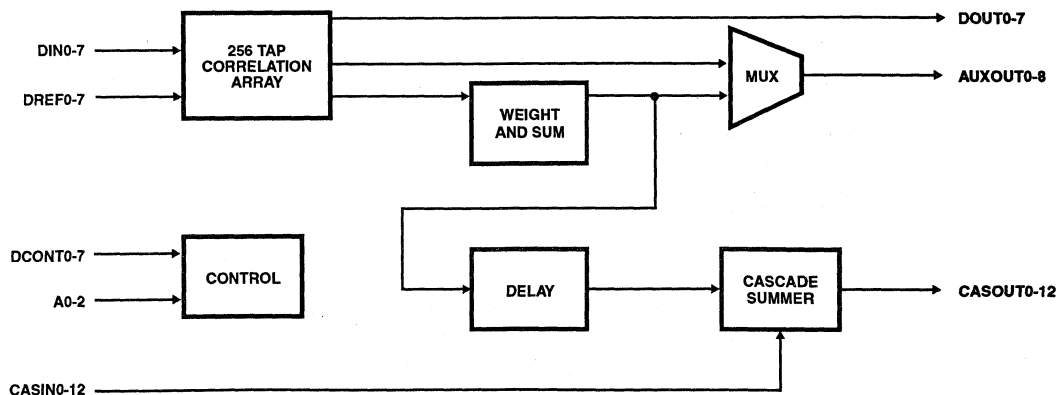 DOUT0-7
DIN0-7
256 TAP
CORRELATION
ARRAY
MUX
AUXOUT0-8
DREF0-7
WEIGHT
AND SUM
DCONT0-7
CONTROL
A0-2
DELAY
CASCADE
SUMMER
CASOUT0-12
CASIN0-12